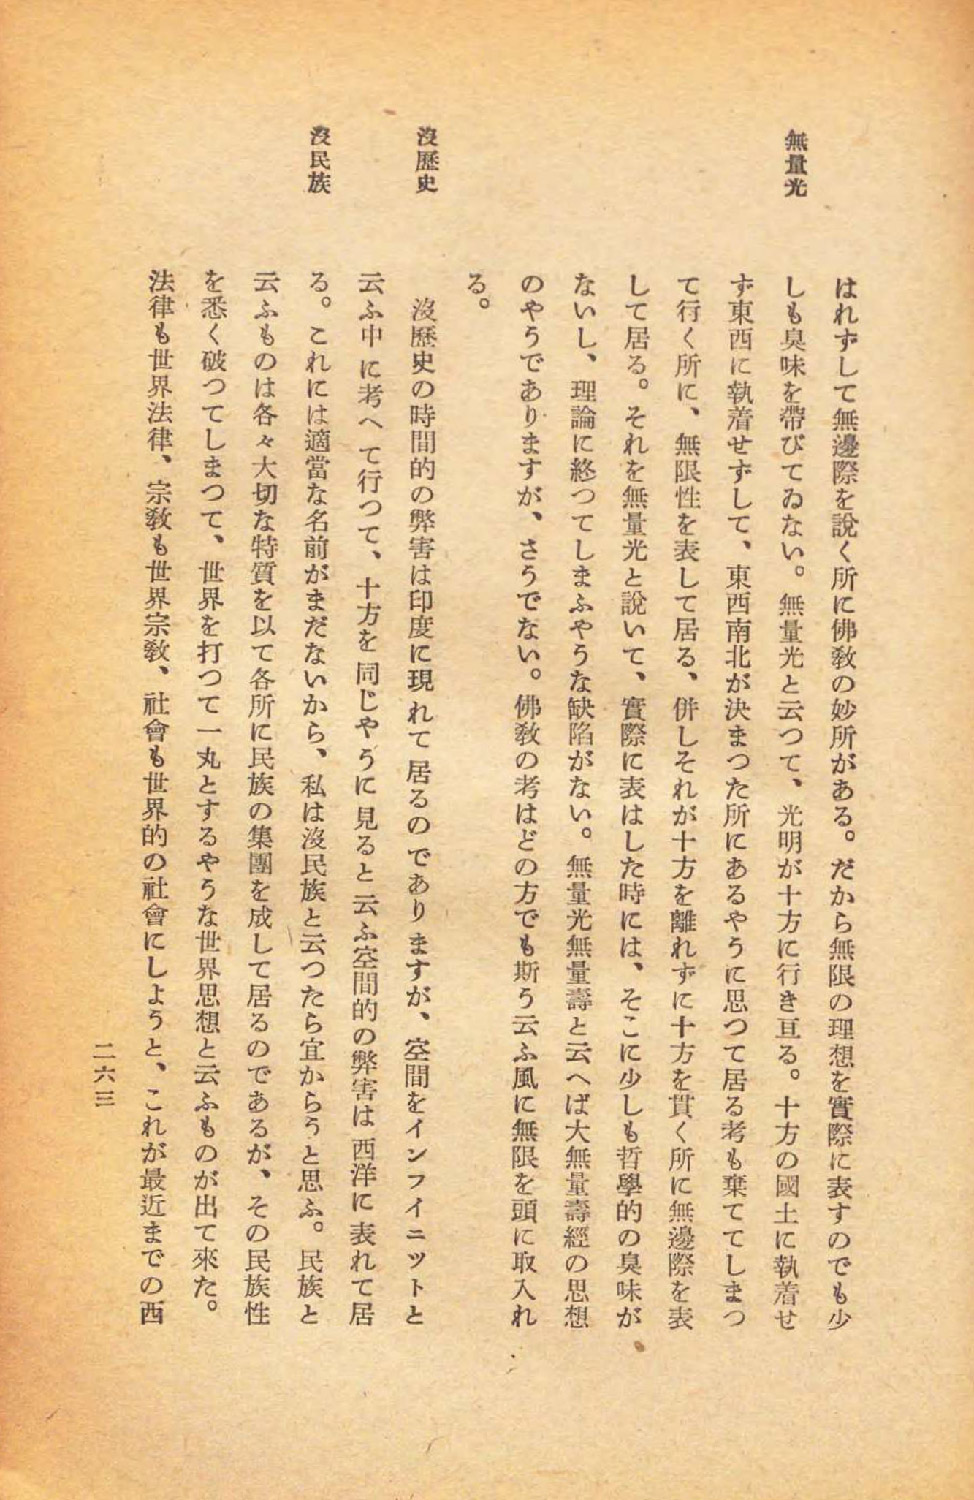 無量光
沒歷史
沒民族
はれずして無邊際を說く所に佛敎の妙所がある。だから無限の理想を實際に表すのでも少
しも臭味を帶びてゐない。無量光と云つて、光明が十方に行き亙る。十方の國土に執着せ
ず東西に執着せずして、東西南北が決まつた所にあるやうに思つて居る考も棄ててしまつ
て行く所に、無限性を表して居る、併しそれが十方を離れずに十方を貫く所に無邊際を表
して居る。それを無量光と說いて、實際に表はした時には、そこに少しも哲學的の臭味が
ないし、理論に終つてしまふやうな缺陷がない。無量光無量壽と云へば大無量壽經の思想
のやうでありますが、さうでない。佛敎の考はどの方でも斯う云ふ風に無限を頭に取入れ
る。
沒歷史の時間的の弊害は印度に現れて居るのでありますが、空間をインフイニツトと
云ふ中に考へて行つて、十方を同じやうに見ると云ふ空間的の弊害は西洋に表れて居
る。これには適當な名前がまだないから、私は沒民族と云つたら宜からうと思ふ。民族と
云ふものは各々大切な特質を以て各所に民族の集團を成して居るのであるが、その民族性
を悉く破つてしまつて、世界を打つて一丸とするやうな世界思想と云ふものが出て來た。
法律も世界法律、宗敎も世界宗敎、社會も世界的の社會にしようと、これが最近までの西
二六三